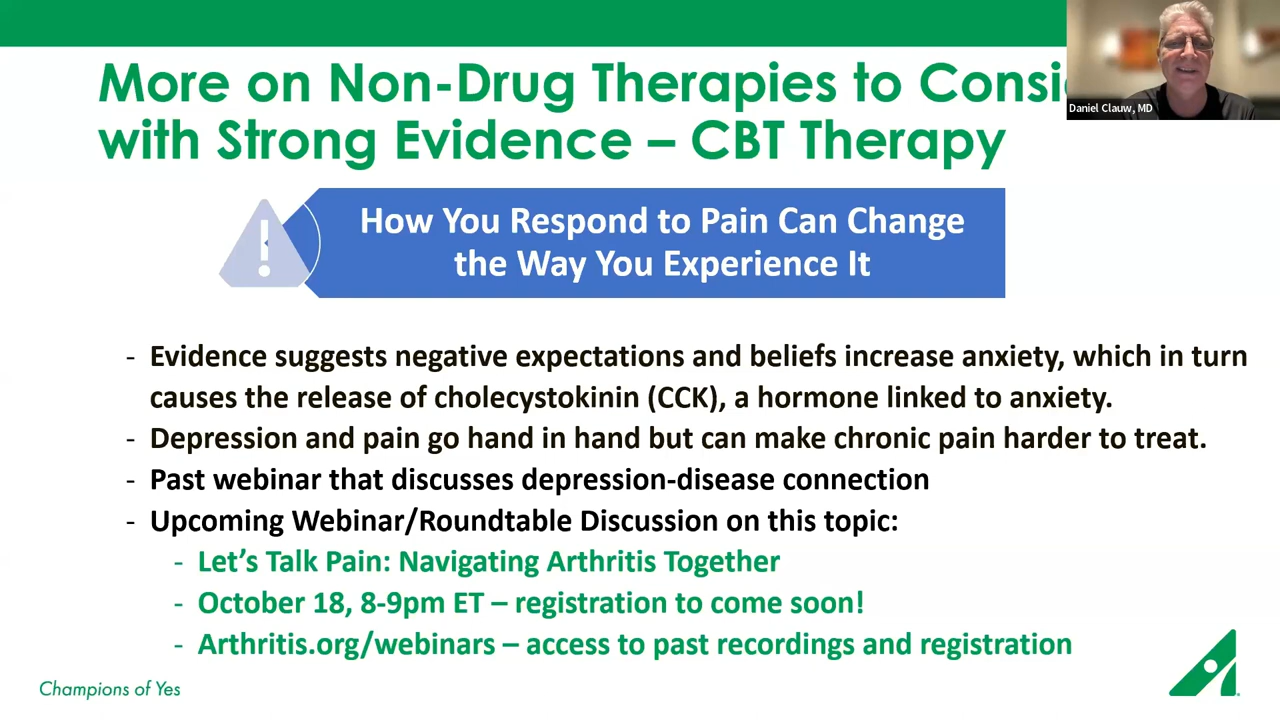 More on Non-Drug Therapies to Consi
with Strong Evidence – CBT Therapy
Daniel Clauw, MD
How You Respond to Pain Can Change
the Way You Experience It
- Evidence suggests negative expectations and beliefs increase anxiety, which in turn
causes the release of cholecystokinin (CCK), a hormone linked to anxiety.
- Depression and pain go hand in hand but can make chronic pain harder to treat.
- Past webinar that discusses depression-disease connection
- Upcoming Webinar/Roundtable Discussion on this topic:
- Let’s Talk Pain: Navigating Arthritis Together
- October 18, 8-9pm ET – registration to come soon!
- Arthritis.org/webinars – access to past recordings and registration
Champions of Yes